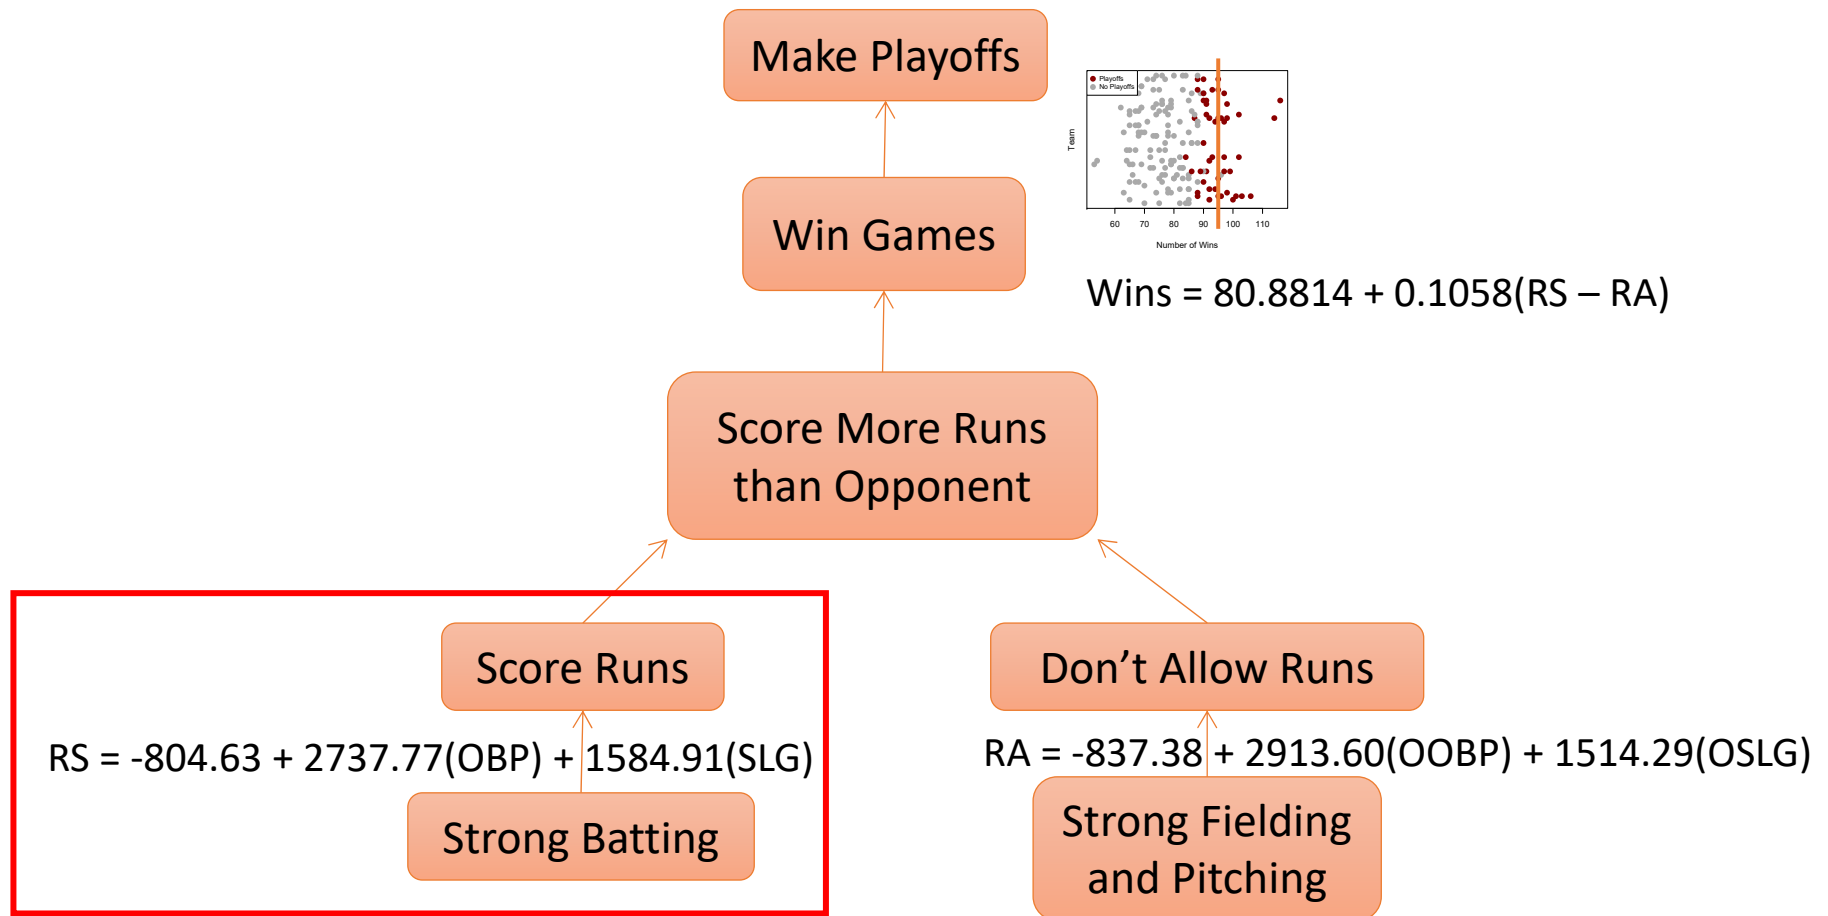 Make Playoffs
Playoffs
No Playoffs
Team
60 70 80 90 100 110
Number of Wins
Win Games
Wins = 80.8814 + 0.1058(RS – RA)
Score More Runs
than Opponent
Score Runs
Don’t Allow Runs
RS = -804.63 + 2737.77(OBP) + 1584.91(SLG)
RA = -837.38 + 2913.60(OOBP) + 1514.29(OSLG)
Strong Batting
Strong Fielding
and Pitching